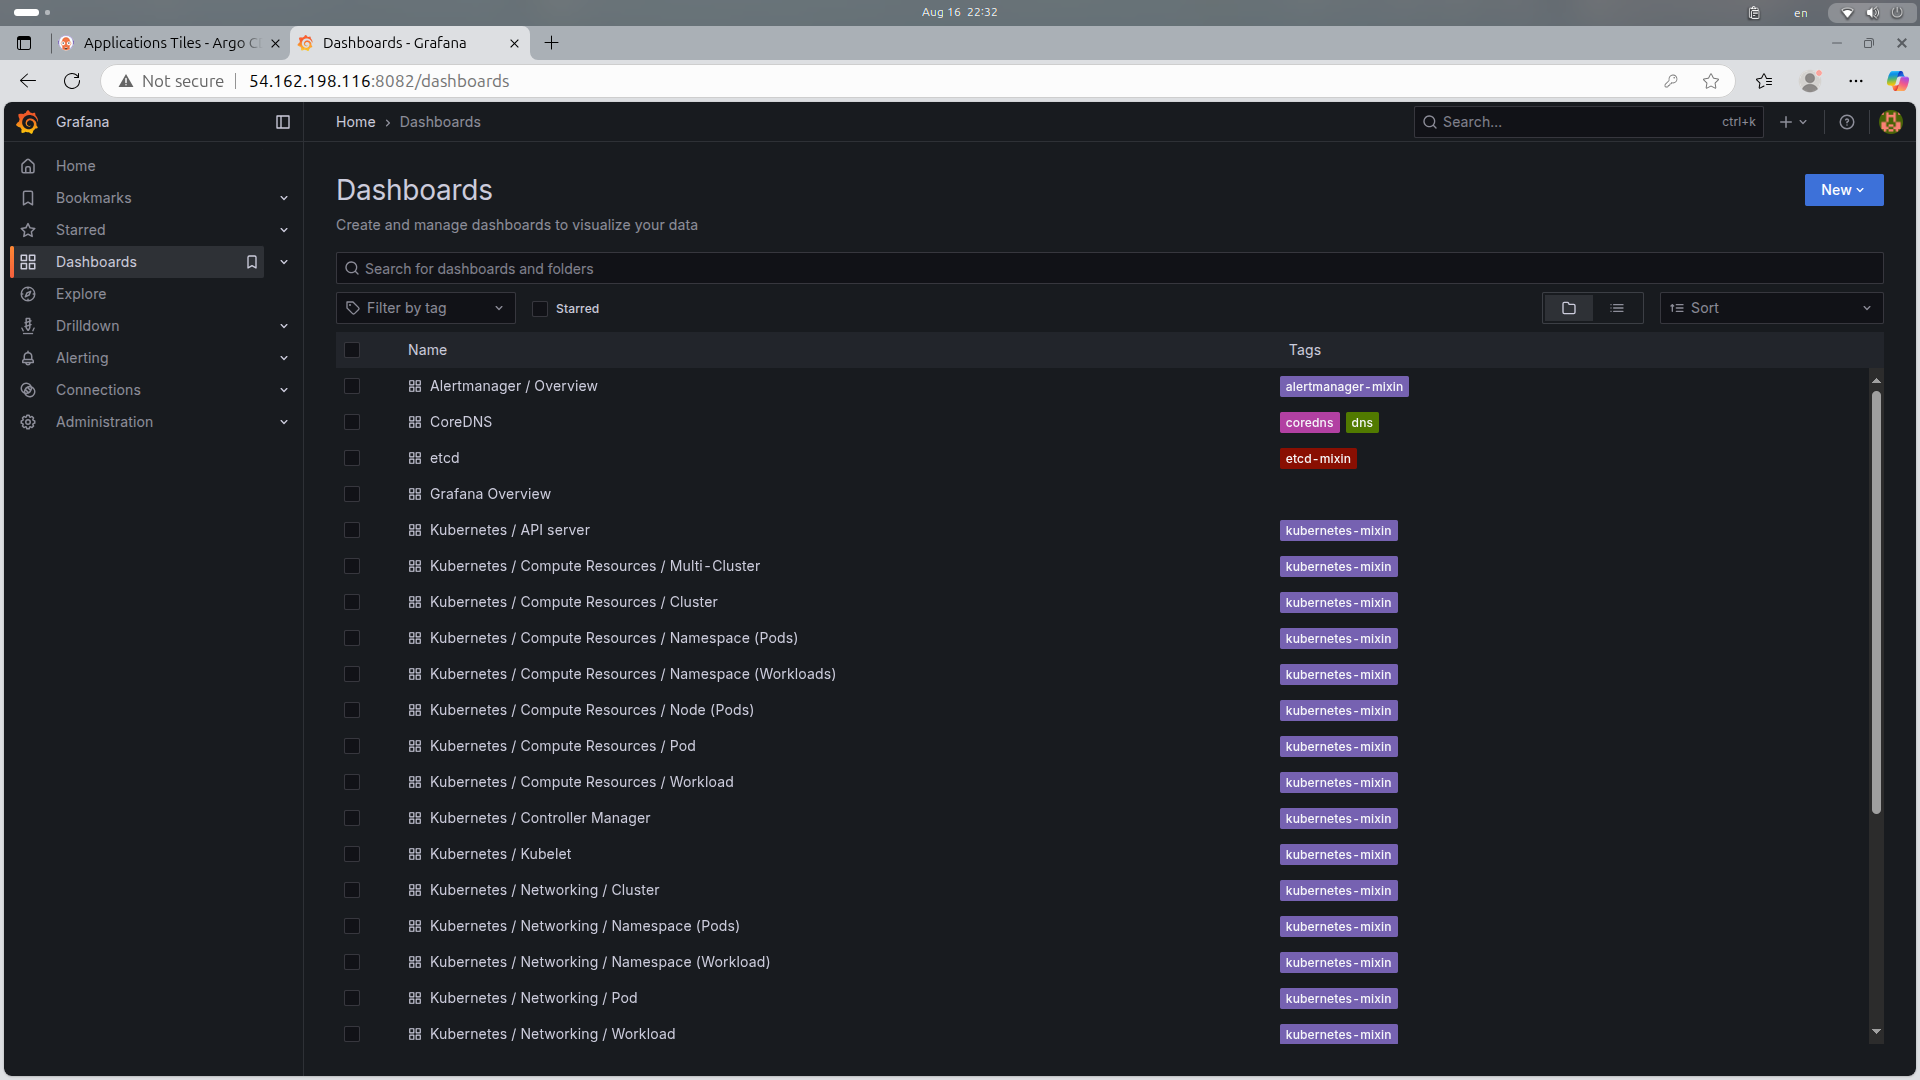 Aug 16 22:32
en
Applications Tiles - Argo C
Dashboards - Grafana
Not secure
54.162.198.116:8082/dashboards
Grafana
Home › Dashboards
Search...
ctrl+k
Home
Bookmarks
Starred
Dashboards
Explore
Drilldown
Alerting
Connections
Administration
Dashboards
New
Create and manage dashboards to visualize your data
Search for dashboards and folders
Filter by tag
Starred
Sort
Name Tags
Alertmanager / Overview alertmanager-mixin
CoreDNS coredns dns
etcd etcd-mixin
Grafana Overview
Kubernetes / API server kubernetes-mixin
Kubernetes / Compute Resources / Multi-Cluster kubernetes-mixin
Kubernetes / Compute Resources / Cluster kubernetes-mixin
Kubernetes / Compute Resources / Namespace (Pods) kubernetes-mixin
Kubernetes / Compute Resources / Namespace (Workloads) kubernetes-mixin
Kubernetes / Compute Resources / Node (Pods) kubernetes-mixin
Kubernetes / Compute Resources / Pod kubernetes-mixin
Kubernetes / Compute Resources / Workload kubernetes-mixin
Kubernetes / Controller Manager kubernetes-mixin
Kubernetes / Kubelet kubernetes-mixin
Kubernetes / Networking / Cluster kubernetes-mixin
Kubernetes / Networking / Namespace (Pods) kubernetes-mixin
Kubernetes / Networking / Namespace (Workload) kubernetes-mixin
Kubernetes / Networking / Pod kubernetes-mixin
Kubernetes / Networking / Workload kubernetes-mixin